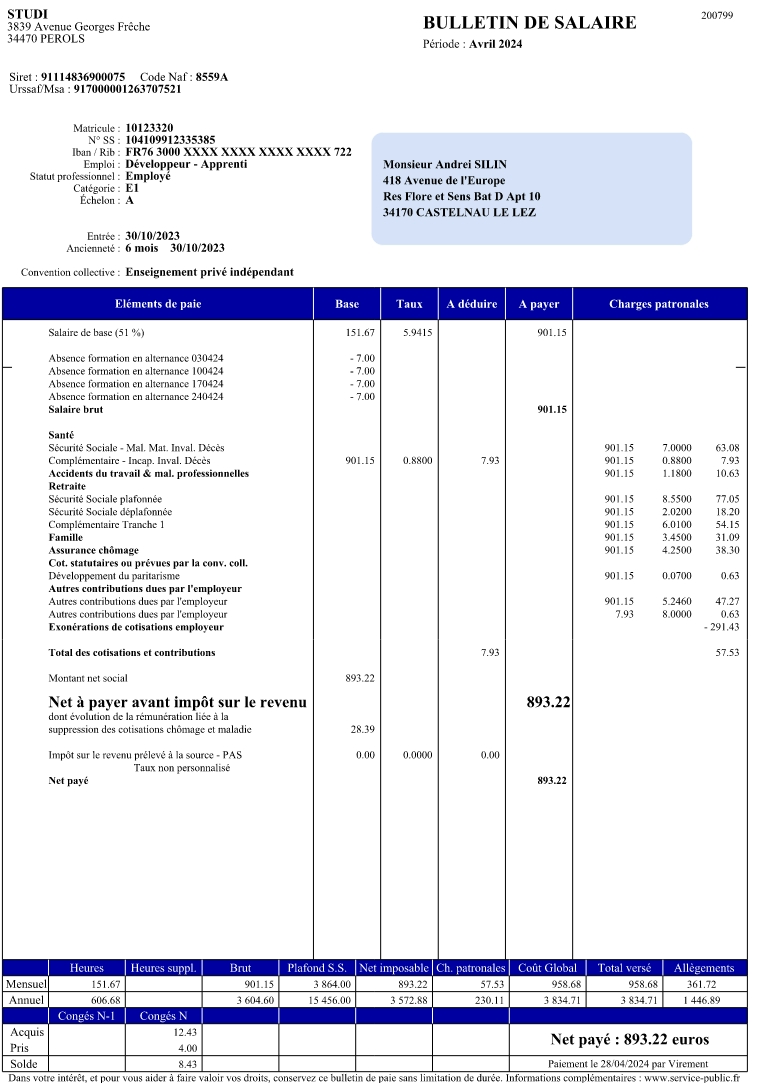 STUDI
3839 Avenue Georges Frêche
34470 PEROLS
BULLETIN DE SALAIRE
200799
Période : Avril 2024
Siret : 91114836900075 Code Naf : 8559A
Urssaf/Msa : 917000001263707521
Matricule : 10123320
N° SS : 104109912335385
Iban / Rib : FR76 3000 XXXX XXXX XXXX XXXX 722
Emploi : Développeur - Apprenti
Statut professionnel : Employé
Catégorie : E1
Échelon : A
Monsieur Andrei SILIN
418 Avenue de l'Europe
Res Flore et Sens Bat D Apt 10
34170 CASTELNAU LE LEZ
Entrée : 30/10/2023
Ancienneté : 6 mois 30/10/2023
Convention collective : Enseignement privé indépendant
Eléments de paie Base Taux A déduire A payer Charges patronales
Salaire de base (51 %) 151.67 5.9415 901.15
Absence formation en alternance 030424 - 7.00
Absence formation en alternance 100424 - 7.00
Absence formation en alternance 170424 - 7.00
Absence formation en alternance 240424 - 7.00
Salaire brut 901.15
Santé
Sécurité Sociale - Mal. Mat. Inval. Décès 901.15 7.0000 63.08
Complémentaire - Incap. Inval. Décès 901.15 0.8800 7.93 901.15 0.8800 7.93
Accidents du travail & mal. professionnelles 901.15 1.1800 10.63
Retraite
Sécurité Sociale plafonnée 901.15 8.5500 77.05
Sécurité Sociale déplafonnée 901.15 2.0200 18.20
Complémentaire Tranche 1 901.15 6.0100 54.15
Famille 901.15 3.4500 31.09
Assurance chômage 901.15 4.2500 38.30
Cot. statutaires ou prévues par la conv. coll.
Développement du paritarisme 901.15 0.0700 0.63
Autres contributions dues par l'employeur
Autres contributions dues par l'employeur 901.15 5.2460 47.27
Autres contributions dues par l'employeur 7.93 8.0000 0.63
Exonérations de cotisations employeur - 291.43
Total des cotisations et contributions 7.93 57.53
Montant net social 893.22
Net à payer avant impôt sur le revenu 893.22
dont évolution de la rémunération liée à la
suppression des cotisations chômage et maladie 28.39
Impôt sur le revenu prélevé à la source - PAS 0.00 0.0000 0.00
Taux non personnalisé
Net payé 893.22
Heures Heures suppl. Brut Plafond S.S. Net imposable Ch. patronales Coût Global Total versé Allègements
Mensuel 151.67 901.15 3 864.00 893.22 57.53 958.68 958.68 361.72
Annuel 606.68 3 604.60 15 456.00 3 572.88 230.11 3 834.71 3 834.71 1 446.89
Congés N-1 Congés N
Acquis 12.43
Pris 4.00
Solde 8.43
Net payé : 893.22 euros
Paiement le 28/04/2024 par Virement
Dans votre intérêt, et pour vous aider à faire valoir vos droits, conservez ce bulletin de paie sans limitation de durée. Informations complémentaires : www.service-public.fr